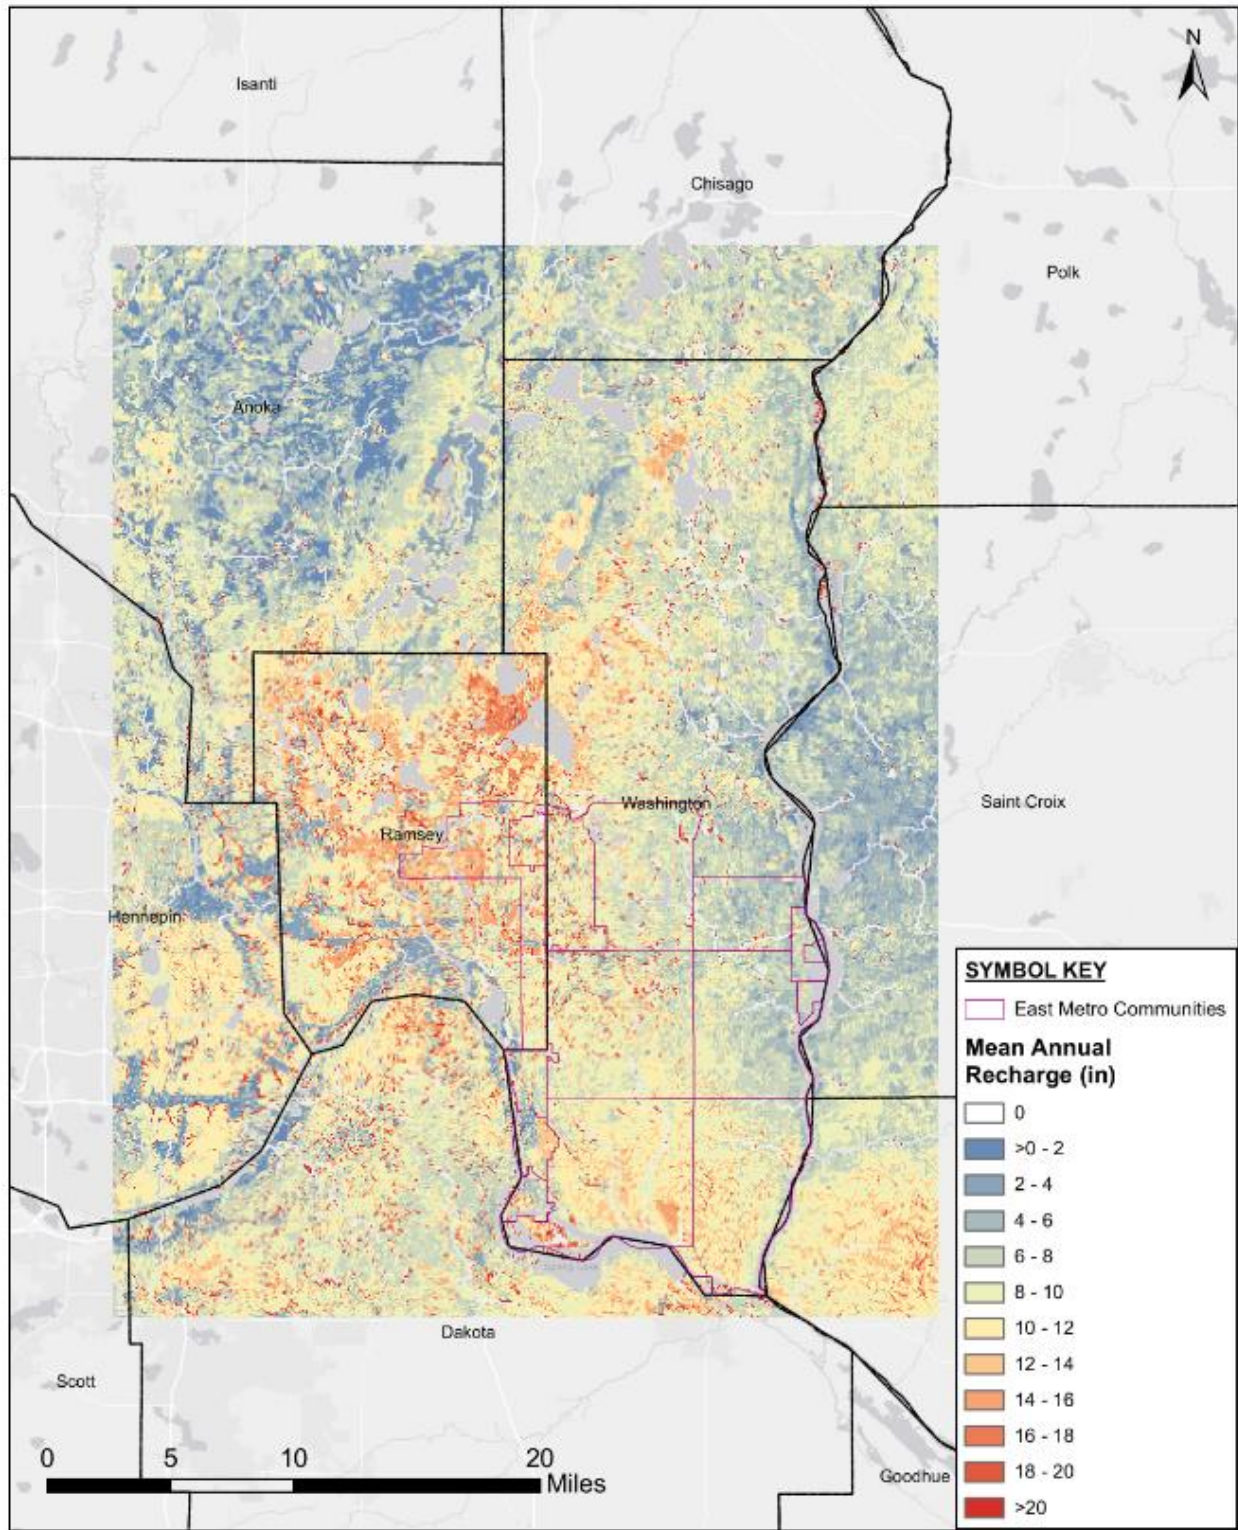 N
Isanti
Chisago
Polk
Anoka
Washington
Saint Croix
Ramsey
Hennepin
SYMBOL KEY
East Metro Communities
Mean Annual
Recharge (in)
0
>0 - 2
2 - 4
4 - 6
6 - 8
8 - 10
10 - 12
12 - 14
14 - 16
16 - 18
18 - 20
>20
Dakota
Scott
Goodhue
0 5 10 20
Miles